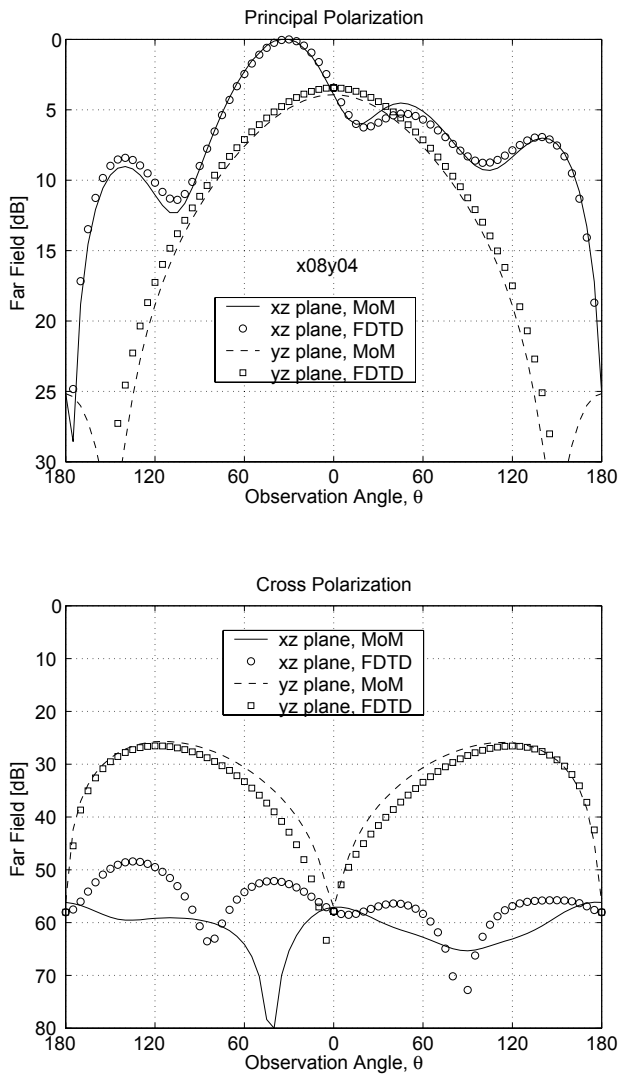 Principal Polarization
0
5
10
15
20
25
30
Far Field [dB]
x08y04
xz plane, MoM
xz plane, FDTD
yz plane, MoM
yz plane, FDTD
180 120 60 0 60 120 180
Observation Angle, θ
Cross Polarization
0
10
20
30
40
50
60
70
80
Far Field [dB]
xz plane, MoM
xz plane, FDTD
yz plane, MoM
yz plane, FDTD
180 120 60 0 60 120 180
Observation Angle, θ